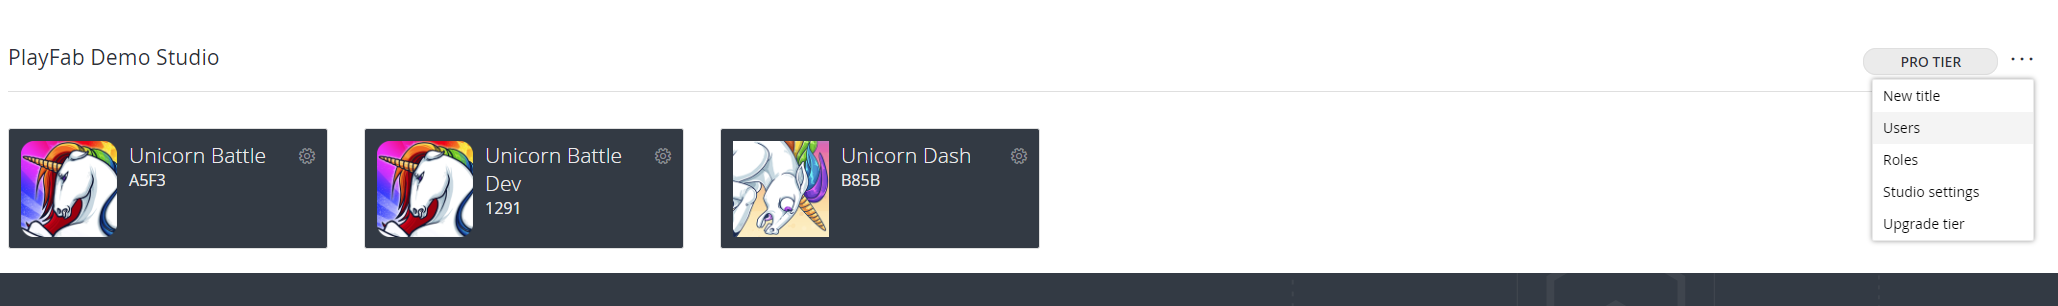 PlayFab Demo Studio
PRO TIER
...
New title
Users
Roles
Studio settings
Upgrade tier
Unicorn Battle
A5F3
Unicorn Battle
Dev
1291
Unicorn Dash
B85B